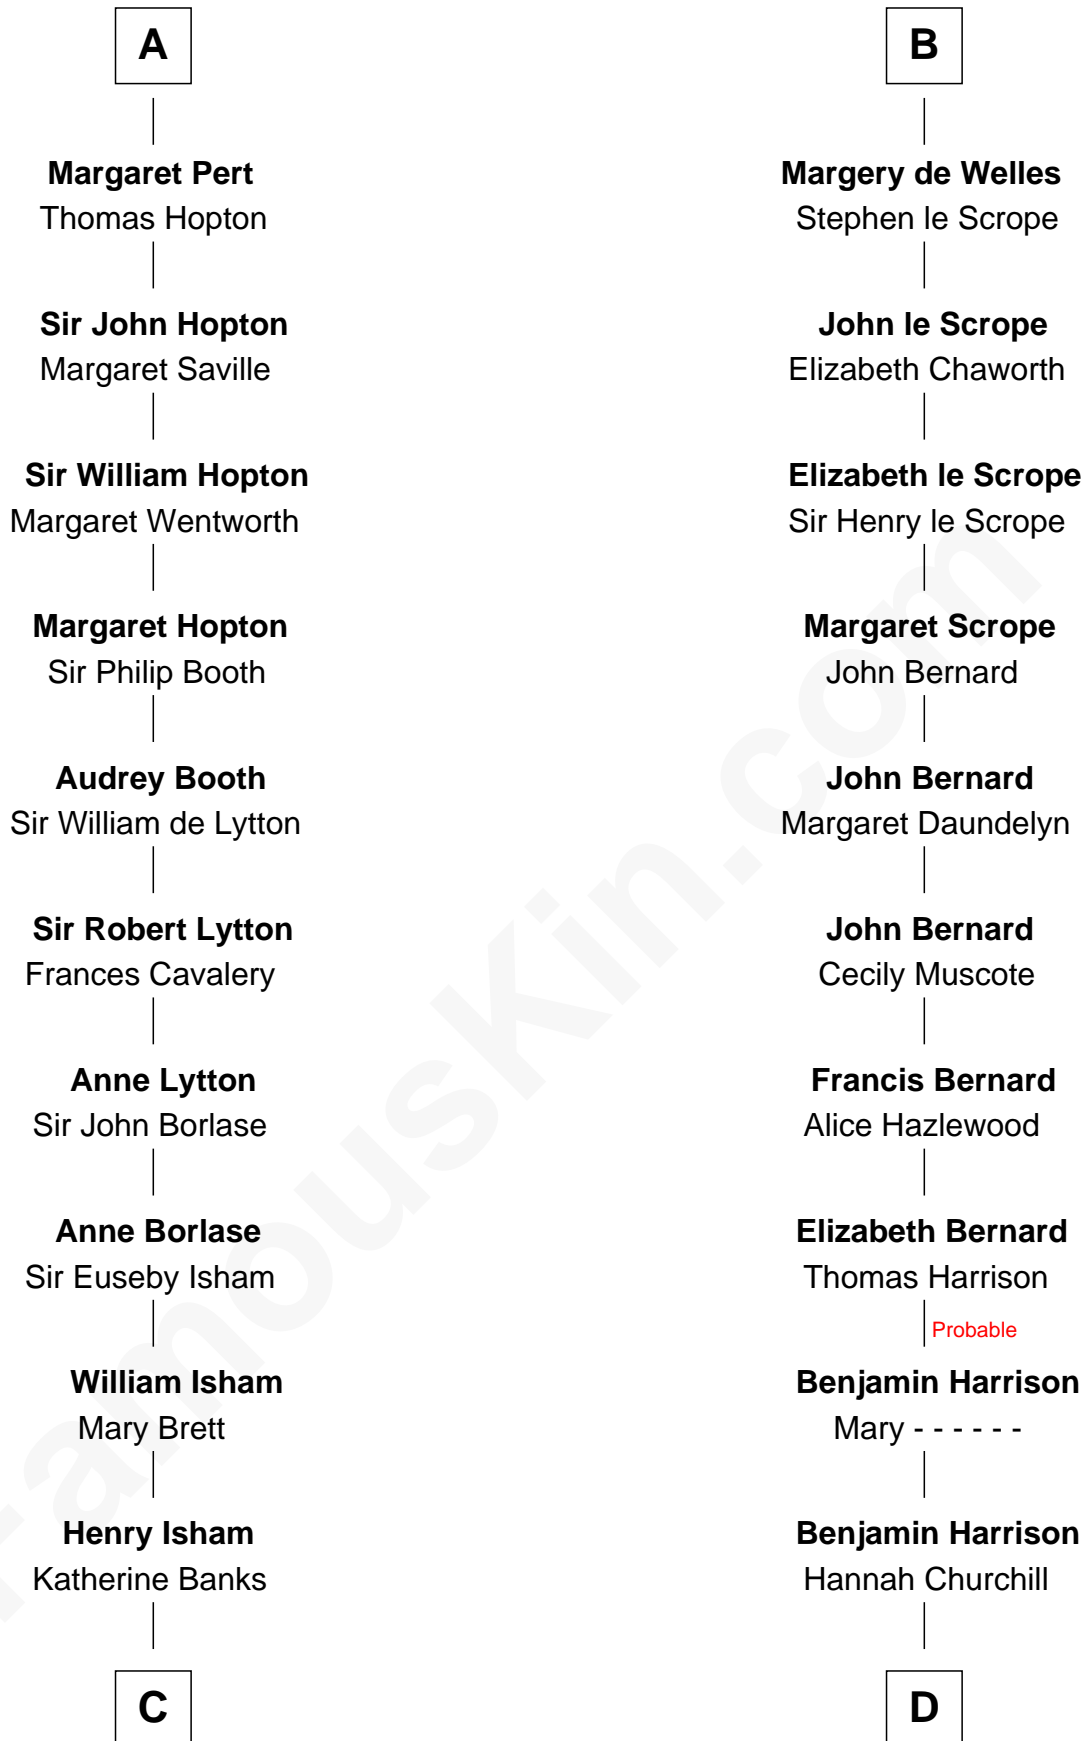 A
Margaret Pert
Thomas Hopton
Sir John Hopton
Margaret Saville
Sir William Hopton
Margaret Wentworth
Margaret Hopton
Sir Philip Booth
Audrey Booth
Sir William de Lytton
Sir Robert Lytton
Frances Cavalery
Anne Lytton
Sir John Borlase
Anne Borlase
Sir Euseby Isham
William Isham
Mary Brett
Henry Isham
Katherine Banks
C
B
Margery de Welles
Stephen le Scrope
John le Scrope
Elizabeth Chaworth
Elizabeth le Scrope
Sir Henry le Scrope
Margaret Scrope
John Bernard
John Bernard
Margaret Daundelyn
John Bernard
Cecily Muscote
Francis Bernard
Alice Hazlewood
Elizabeth Bernard
Thomas Harrison
Probable
Benjamin Harrison
Mary - - - - - -
Benjamin Harrison
Hannah Churchill
D
FamousKin.com